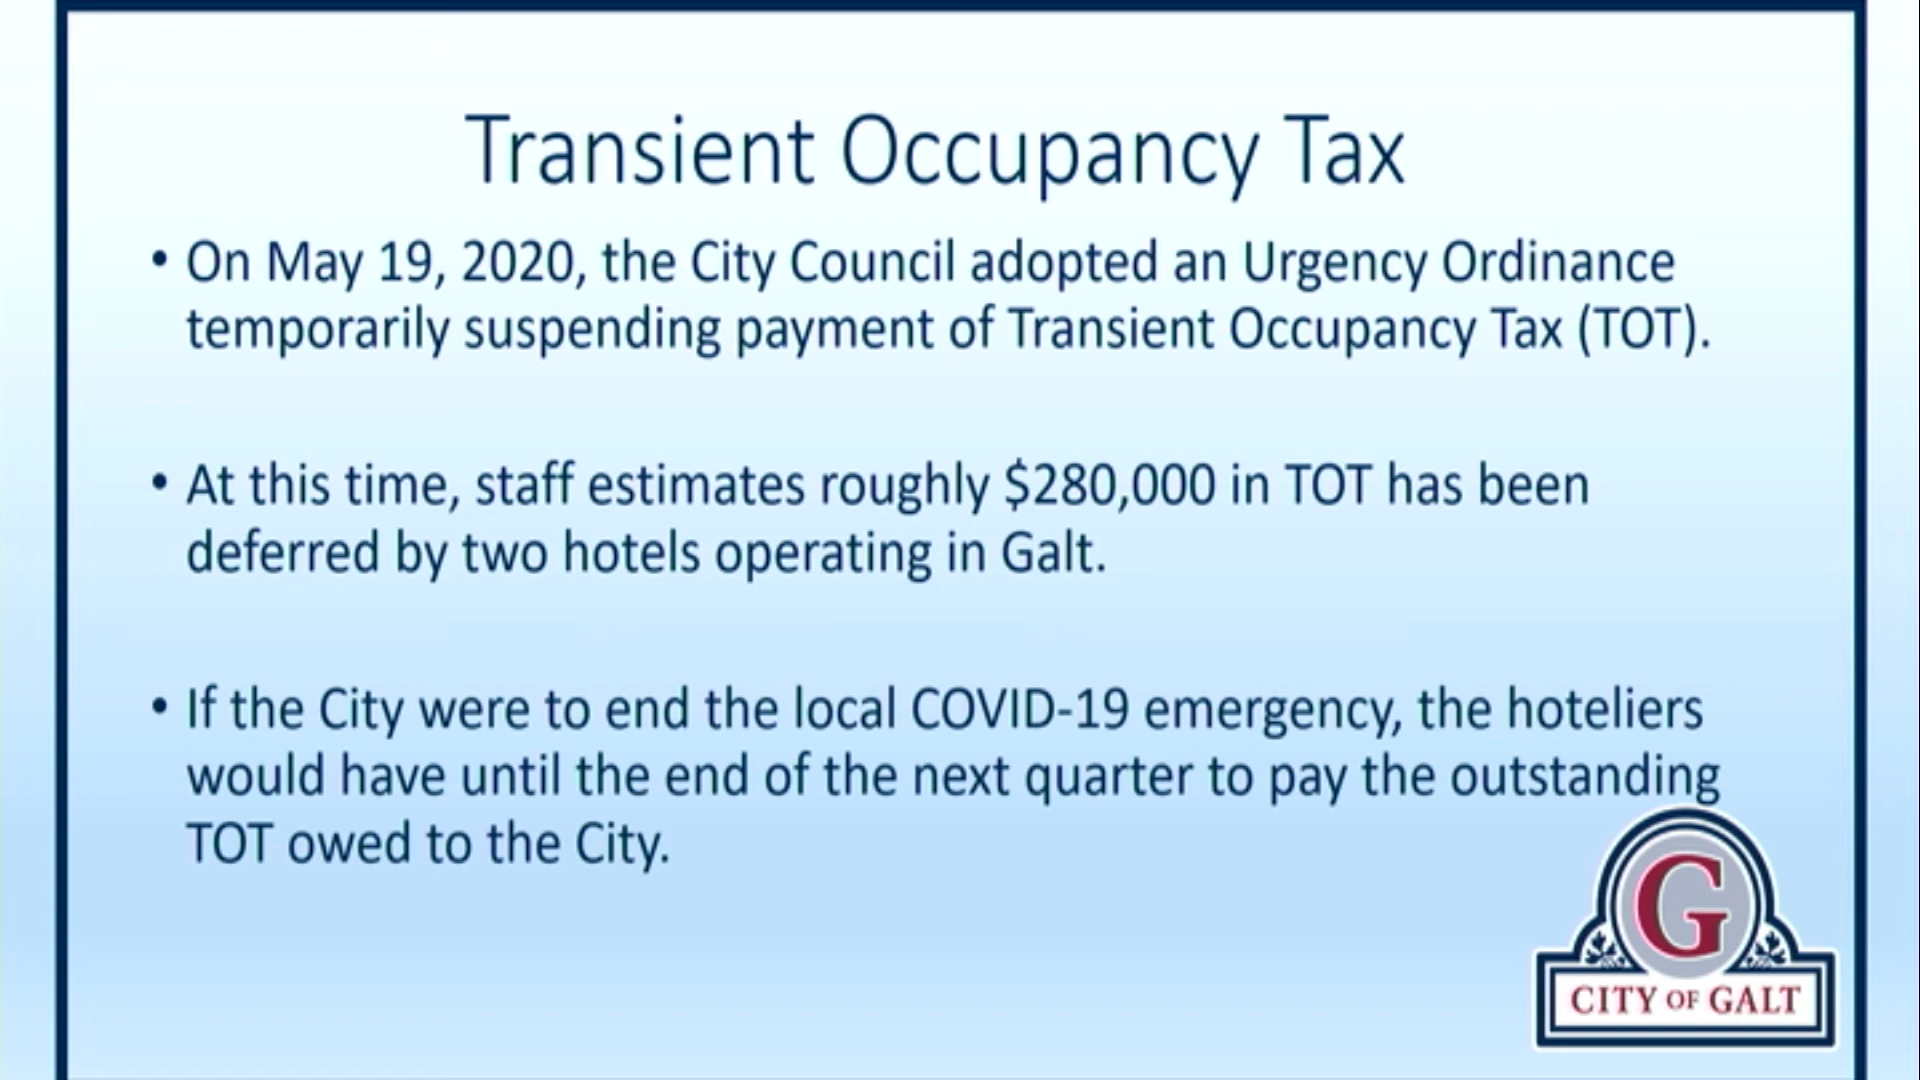 Transient Occupancy Tax
• On May 19, 2020, the City Council adopted an Urgency Ordinance
temporarily suspending payment of Transient Occupancy Tax (TOT).
• At this time, staff estimates roughly $280,000 in TOT has been
deferred by two hotels operating in Galt.
• If the City were to end the local COVID-19 emergency, the hoteliers
would have until the end of the next quarter to pay the outstanding
TOT owed to the City.
G
CITY OF GALT